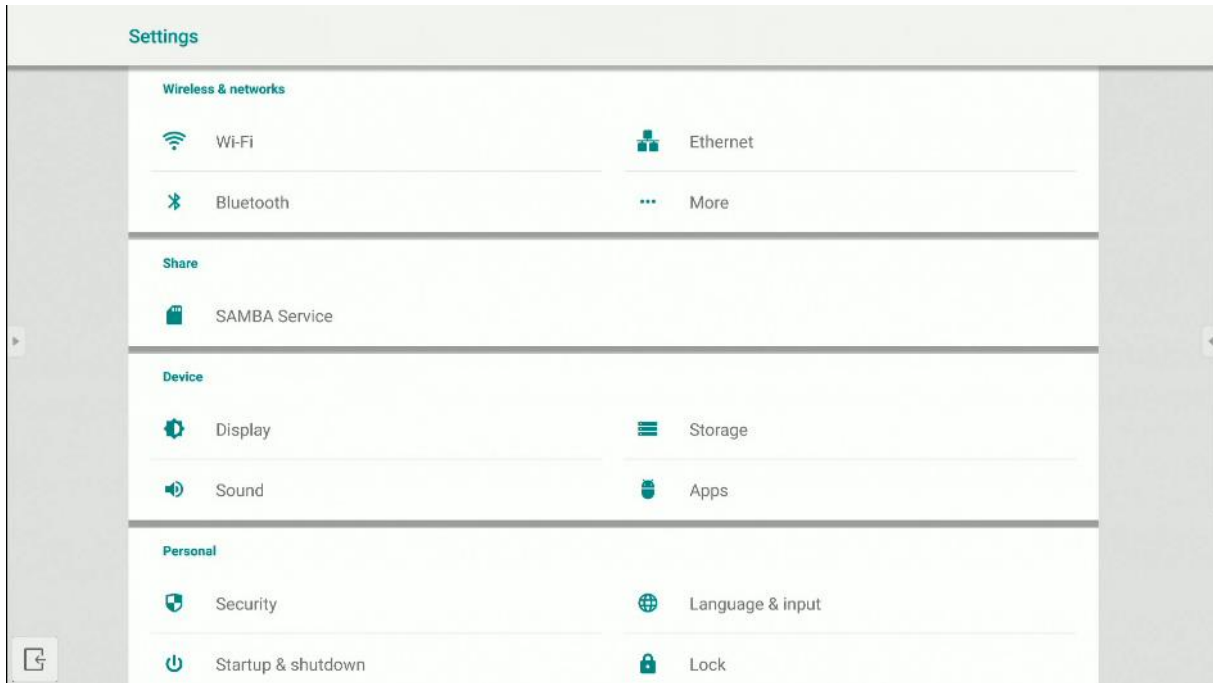 Settings
Wireless & networks
Wi-Fi
Ethernet
Bluetooth
More
Share
SAMBA Service
Device
Display
Storage
Sound
Apps
Personal
Security
Language & input
Startup & shutdown
Lock